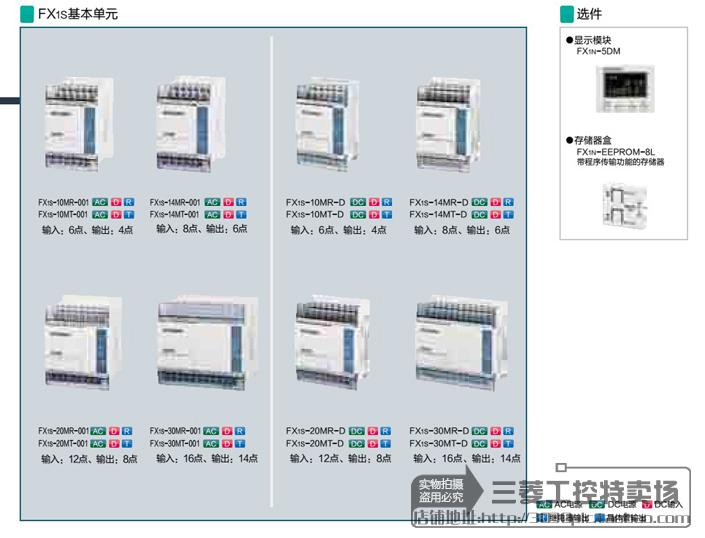 FX1S基本单元
FX1S-10MR-001 AC D R
FX1S-10MT-001 AC D T
输入：6点、输出：4点
FX1S-14MR-001 AC D R
FX1S-14MT-001 AC D T
输入：8点、输出：6点
FX1S-10MR-D DC D R
FX1S-10MT-D DC D T
输入：6点、输出：4点
FX1S-14MR-D DC D R
FX1S-14MT-D DC D T
输入：8点、输出：6点
FX1S-20MR-001 AC D R
FX1S-20MT-001 AC D T
输入：12点、输出：8点
FX1S-30MR-001 AC D R
FX1S-30MT-001 AC D T
输入：16点、输出：14点
FX1S-20MR-D DC D R
FX1S-20MT-D DC D T
输入：12点、输出：8点
FX1S-30MR-D DC D R
FX1S-30MT-D DC D T
输入：16点、输出：14点
选件
●显示模块
FX1N-5DM
●存储器盒
FX1N-EEPROM-8L
带程序传输功能的存储器
实物拍摄
盗用必究
三菱工控特卖场
AC AC电源 DC DC电源 D DC输入
R 继电器输出 T 晶体管输出